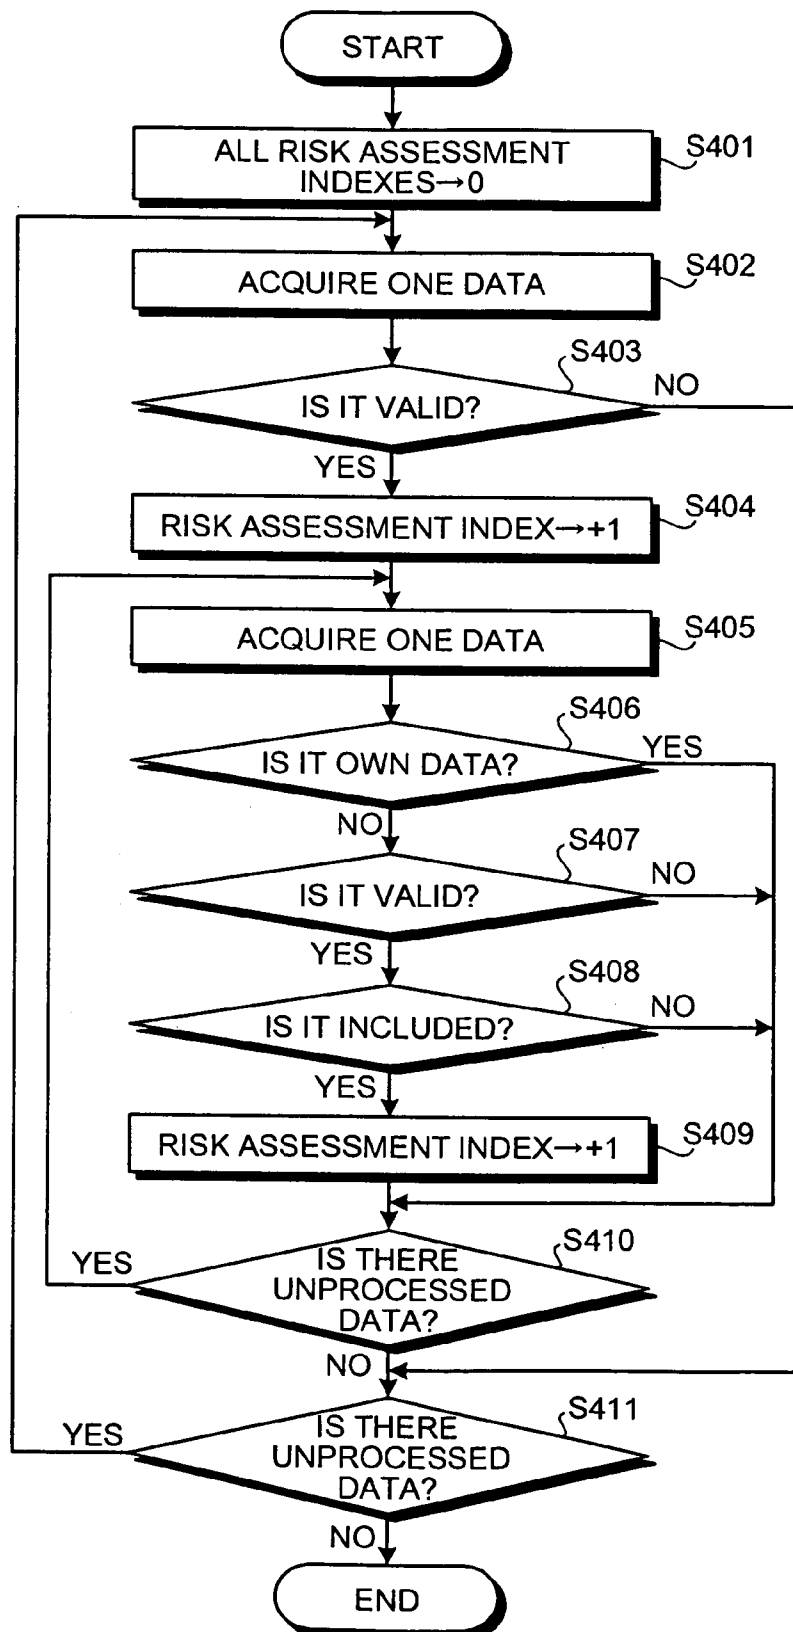 START
ALL RISK ASSESSMENT
INDEXES→0
S401
ACQUIRE ONE DATA
S402
S403
IS IT VALID?
NO
YES
RISK ASSESSMENT INDEX→+1
S404
ACQUIRE ONE DATA
S405
S406
IS IT OWN DATA?
YES
NO
S407
IS IT VALID?
NO
YES
S408
IS IT INCLUDED?
NO
YES
RISK ASSESSMENT INDEX→+1
S409
S410
YES
IS THERE
UNPROCESSED
DATA?
NO
S411
YES
IS THERE
UNPROCESSED
DATA?
NO
END